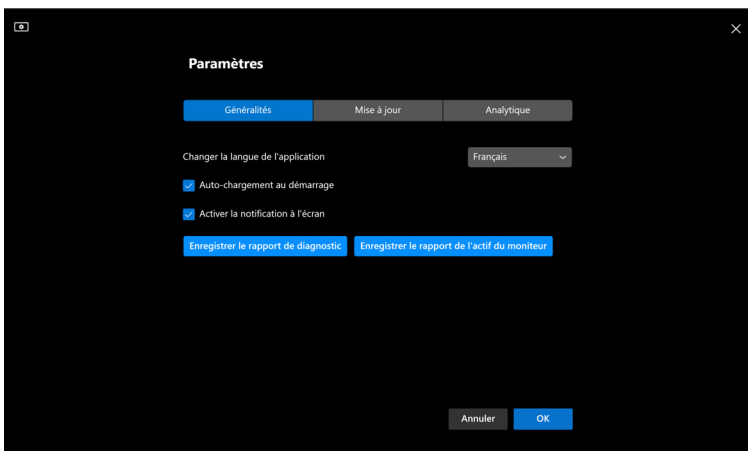 Paramètres
Généralités Mise à jour Analytique
Changer la langue de l'application Français
Auto-chargement au démarrage
Activer la notification à l'écran
Enregistrer le rapport de diagnostic Enregistrer le rapport de l'actif du moniteur
Annuler OK